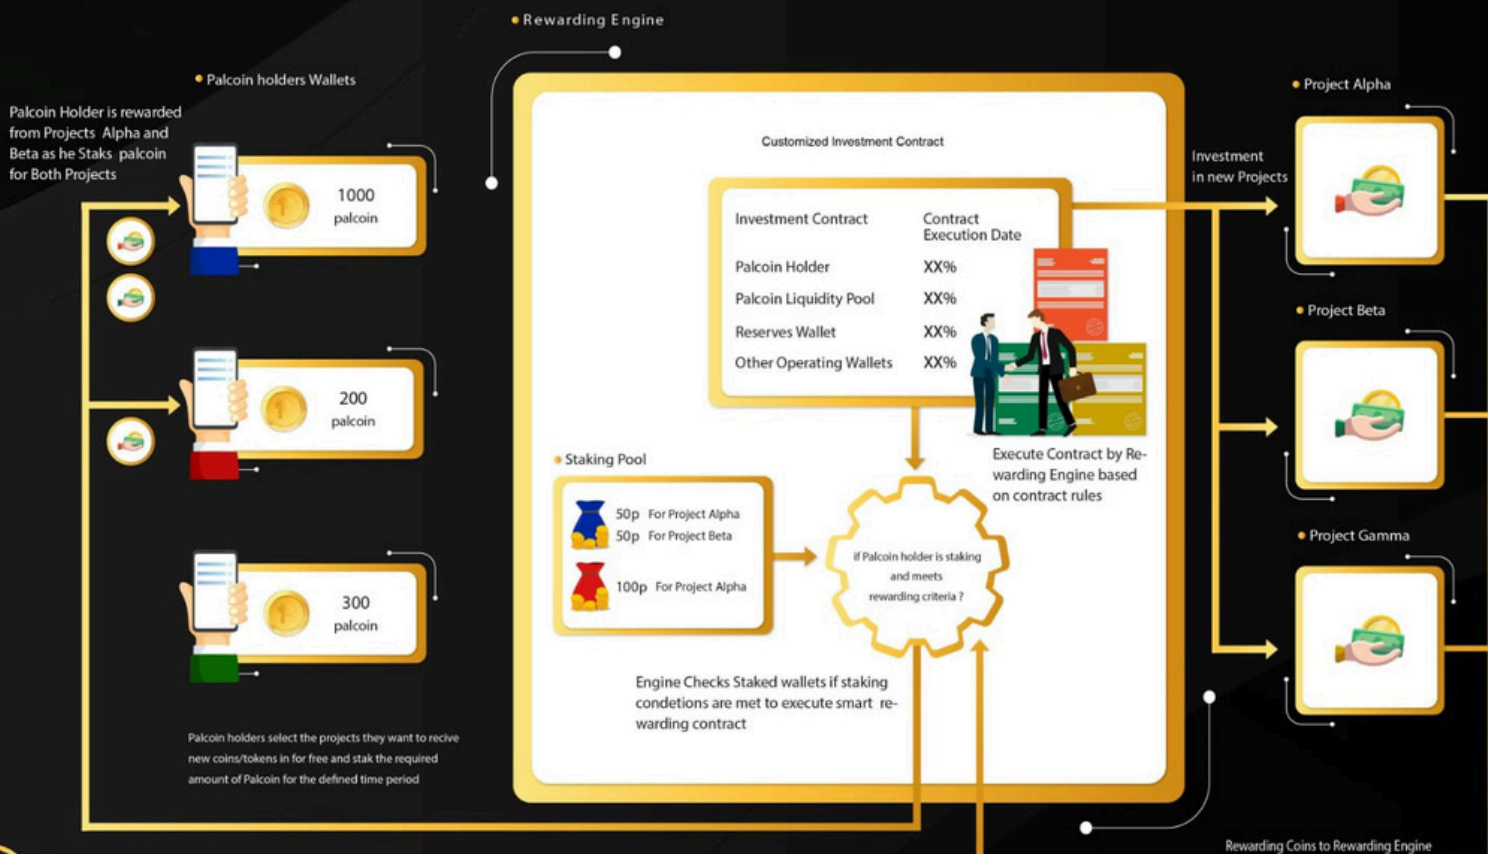 Rewarding Engine
Palcoin holders Wallets
Palcoin Holder is rewarded
from Projects Alpha and
Beta as he Staks palcoin
for Both Projects
1000
palcoin
200
palcoin
300
palcoin
Palcoin holders select the projects they want to recive
new coins/tokens in for free and stak the required
amount of Palcoin for the defined time period
Customized Investment Contract
Investment Contract
Contract
Execution Date
Palcoin Holder XX%
Palcoin Liquidity Pool XX%
Reserves Wallet XX%
Other Operating Wallets XX%
Execute Contract by Re-
warding Engine based
on contract rules
Staking Pool
50p For Project Alpha
50p For Project Beta
100p For Project Alpha
if Palcoin holder is staking
and meets
rewarding criteria ?
Engine Checks Staked wallets if staking
condetions are met to execute smart re-
warding contract
Investment
in new Projects
Project Alpha
Project Beta
Project Gamma
Rewarding Coins to Rewarding Engine